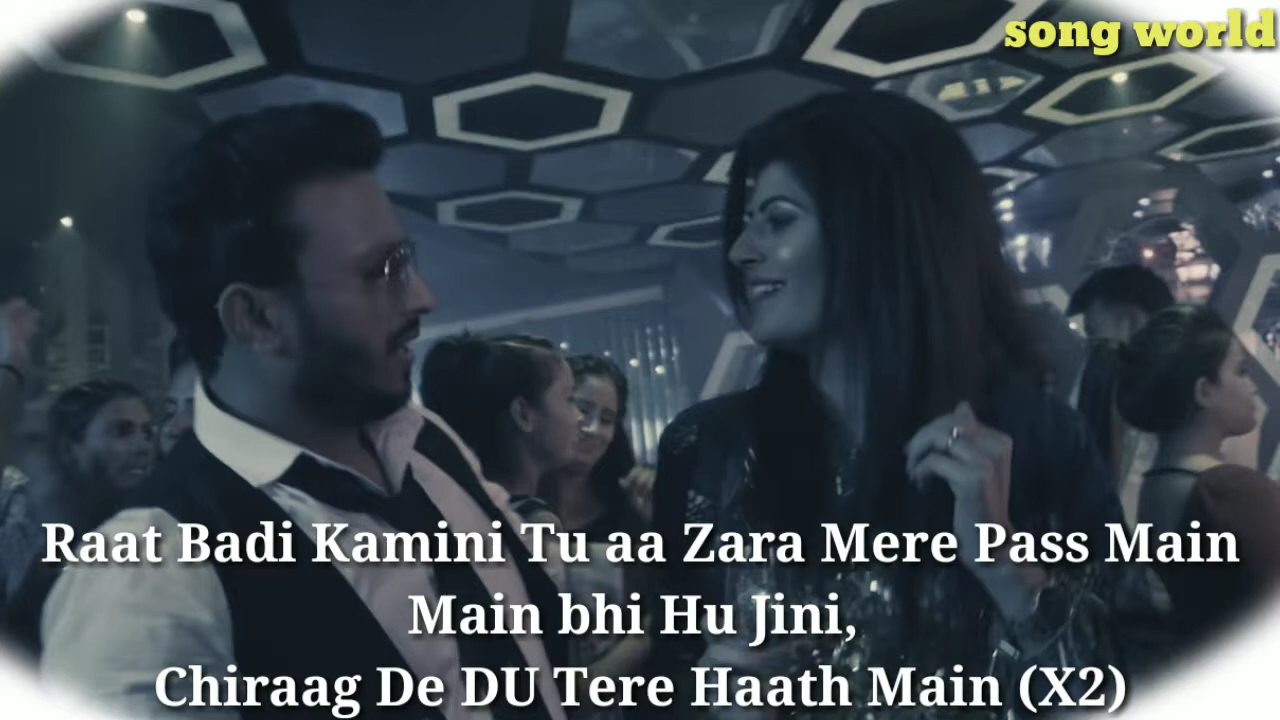 song world
Raat Badi Kamini Tu aa Zara Mere Pass Main
Main bhi Hu Jini,
Chiraag De DU Tere Haath Main (X2)